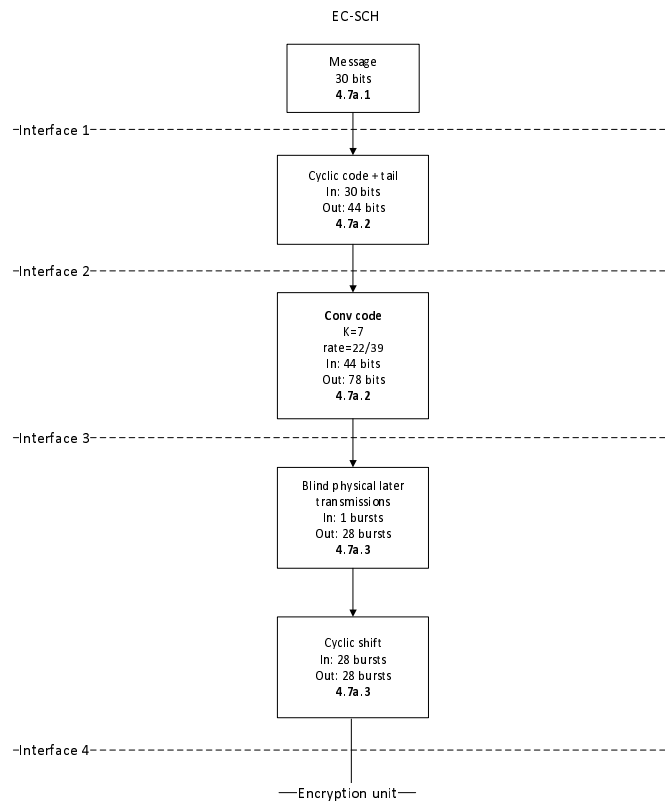 EC-SCH
Message
30 bits
4.7a.1
Interface 1
Cyclic code + tail
In: 30 bits
Out: 44 bits
4.7a.2
Interface 2
Conv code
K=7
rate=22/39
In: 44 bits
Out: 78 bits
4.7a.2
Interface 3
Blind physical later
transmissions
In: 1 bursts
Out: 28 bursts
4.7a.3
Cyclic shift
In: 28 bursts
Out: 28 bursts
4.7a.3
Interface 4
Encryption unit